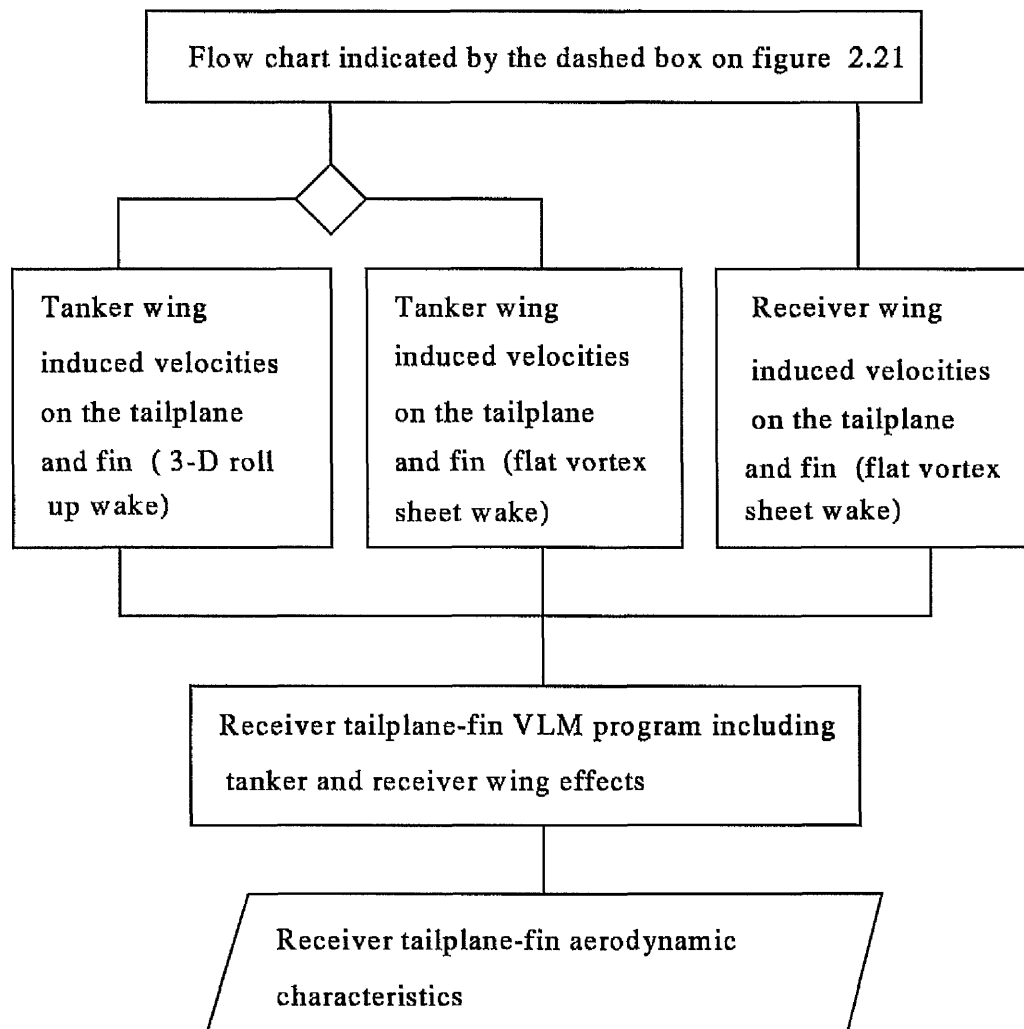 Flow chart indicated by the dashed box on figure 2.21
Tanker wing
induced velocities
on the tailplane
and fin ( 3-D roll
up wake)
Tanker wing
induced velocities
on the tailplane
and fin (flat vortex
sheet wake)
Receiver wing
induced velocities
on the tailplane
and fin (flat vortex
sheet wake)
Receiver tailplane-fin VLM program including
tanker and receiver wing effects
Receiver tailplane-fin aerodynamic
characteristics